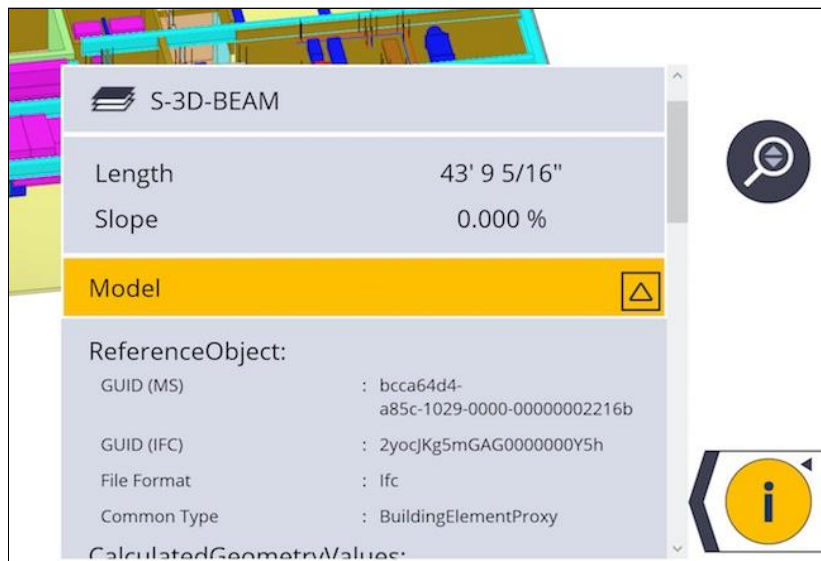 S-3D-BEAM
Length 43' 9 5/16"
Slope 0.000 %
Model
ReferenceObject:
GUID (MS) : bcca64d4-
a85c-1029-0000-00000002216b
GUID (IFC) : 2yocJKg5mGAG0000000Y5h
File Format : Ifc
Common Type : BuildingElementProxy
CalculatedGeometryValues:
i